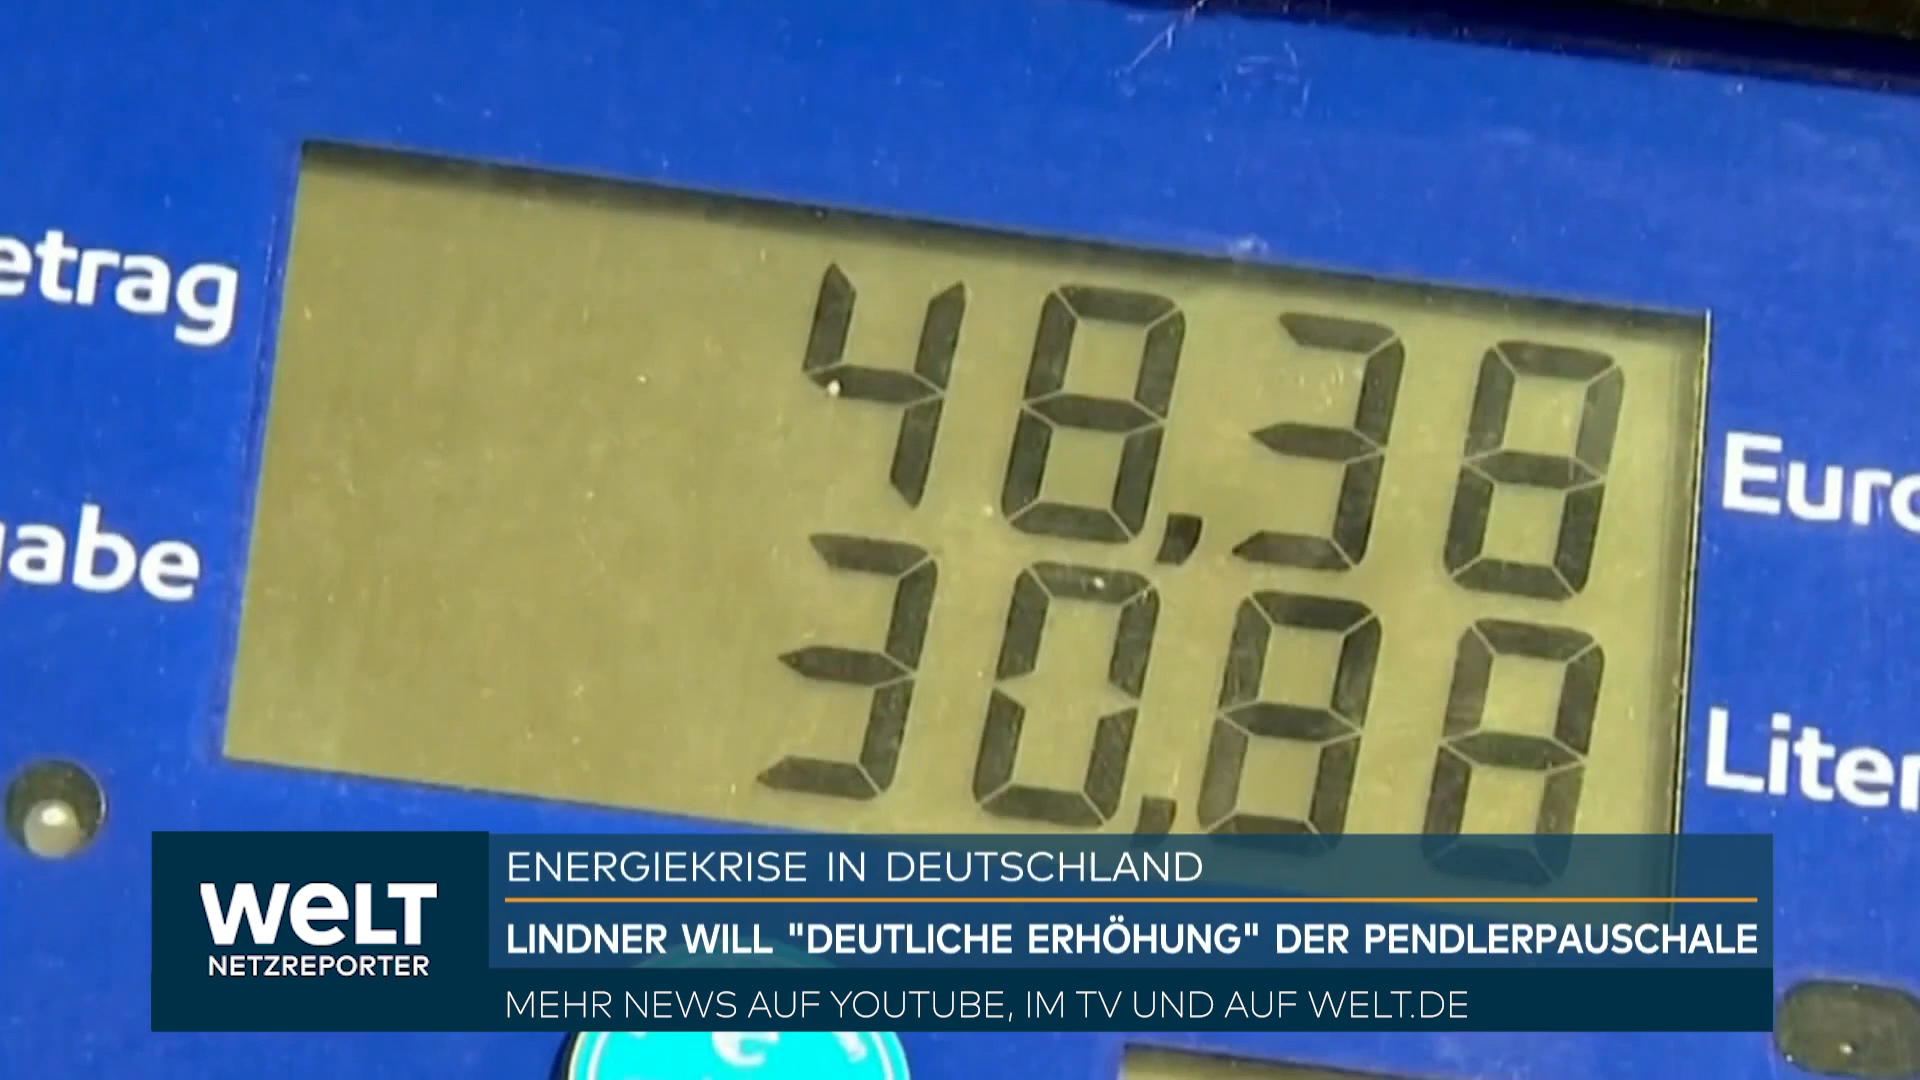 etrag
48,38
Euro
abe
30,88
Liter
WELT
NETZREPORTER
ENERGIEKRISE IN DEUTSCHLAND
LINDNER WILL "DEUTLICHE ERHÖHUNG" DER PENDLERPAUSCHALE
MEHR NEWS AUF YOUTUBE, IM TV UND AUF WELT.DE